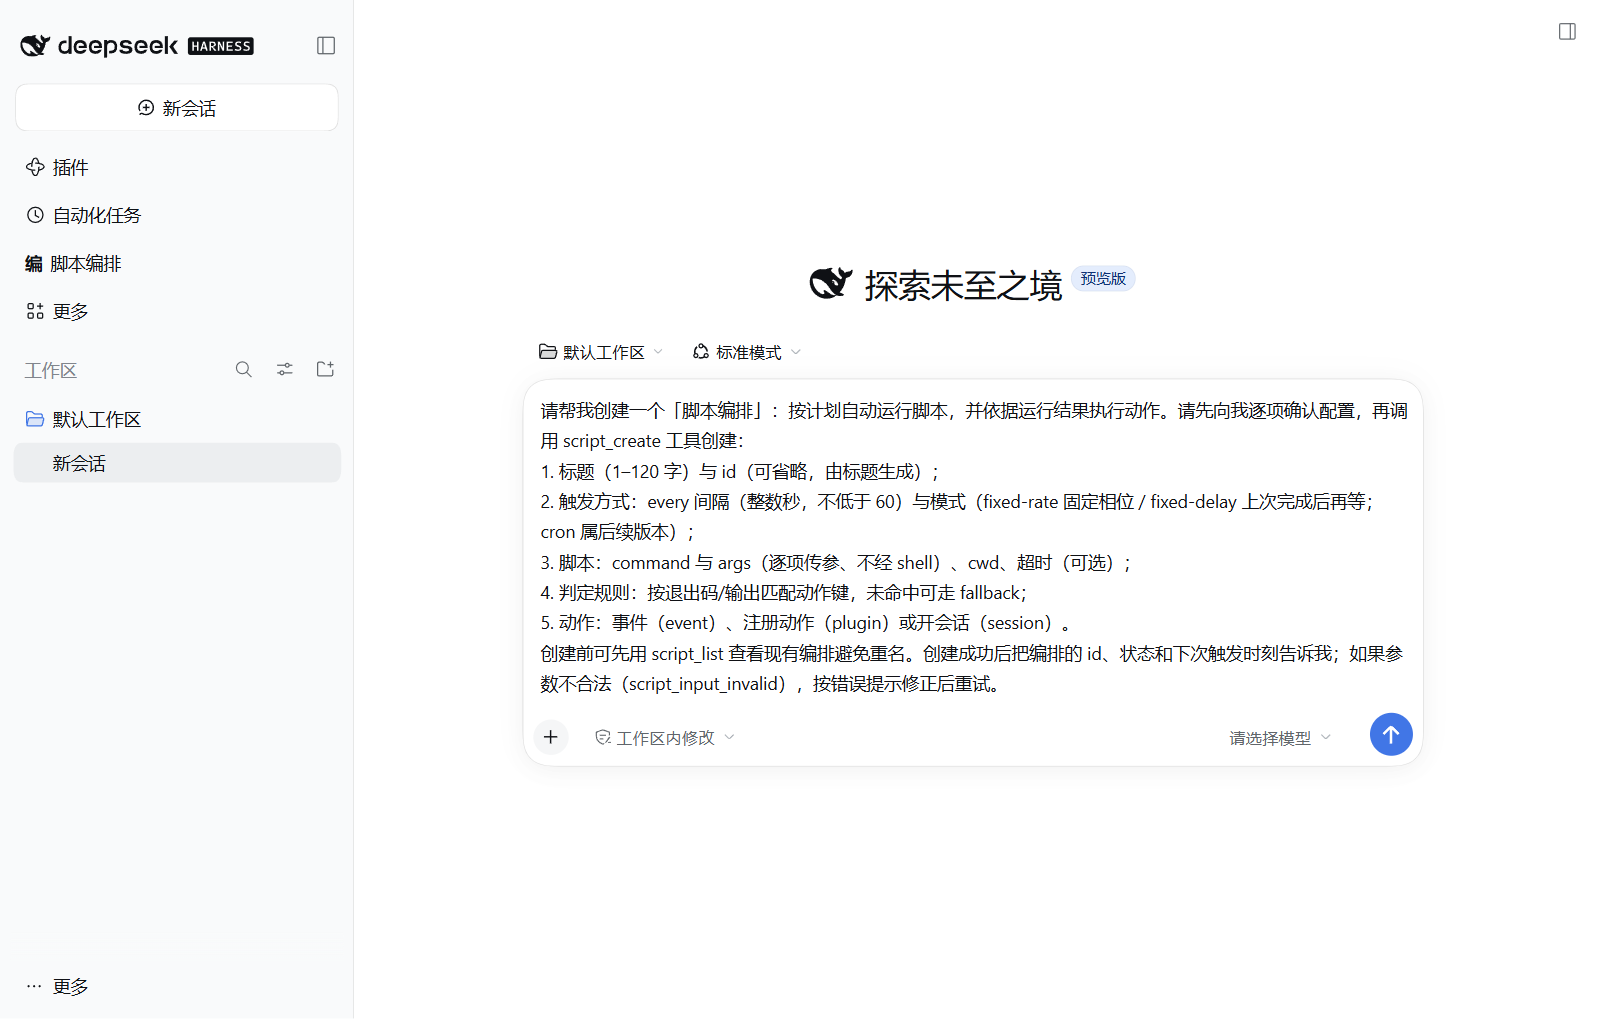 deepseek HARNESS
新会话
插件
自动化任务
编 脚本编排
更多
工作区
默认工作区
新会话
更多
探索未至之境 预览版
默认工作区 标准模式
请帮我创建一个「脚本编排」：按计划自动运行脚本，并依据运行结果执行动作。请先向我逐项确认配置，再调
用 script_create 工具创建：
1. 标题（1–120 字）与 id（可省略，由标题生成）；
2. 触发方式：every 间隔（整数秒，不低于 60）与模式（fixed-rate 固定相位 / fixed-delay 上次完成后再等；
cron 属后续版本）；
3. 脚本：command 与 args（逐项传参、不经 shell）、cwd、超时（可选）；
4. 判定规则：按退出码/输出匹配动作键，未命中可走 fallback；
5. 动作：事件（event）、注册动作（plugin）或开会话（session）。
创建前可先用 script_list 查看现有编排避免重名。创建成功后把编排的 id、状态和下次触发时刻告诉我；如果参
数不合法（script_input_invalid），按错误提示修正后重试。
工作区内修改 请选择模型